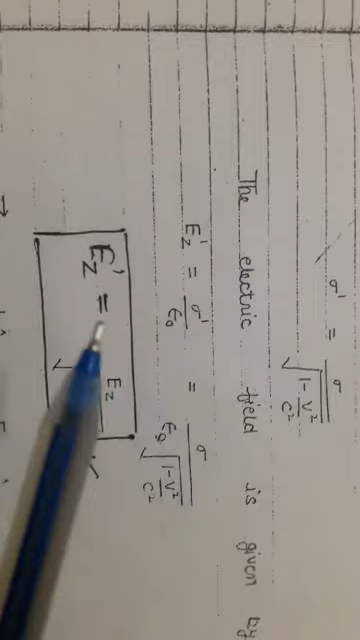 σ' = σ / √(1 - v²/c²)
The electric field is given by
E'z = σ'/ε₀ = σ / ε₀ √(1 - v²/c²)
E'z = Ez / √